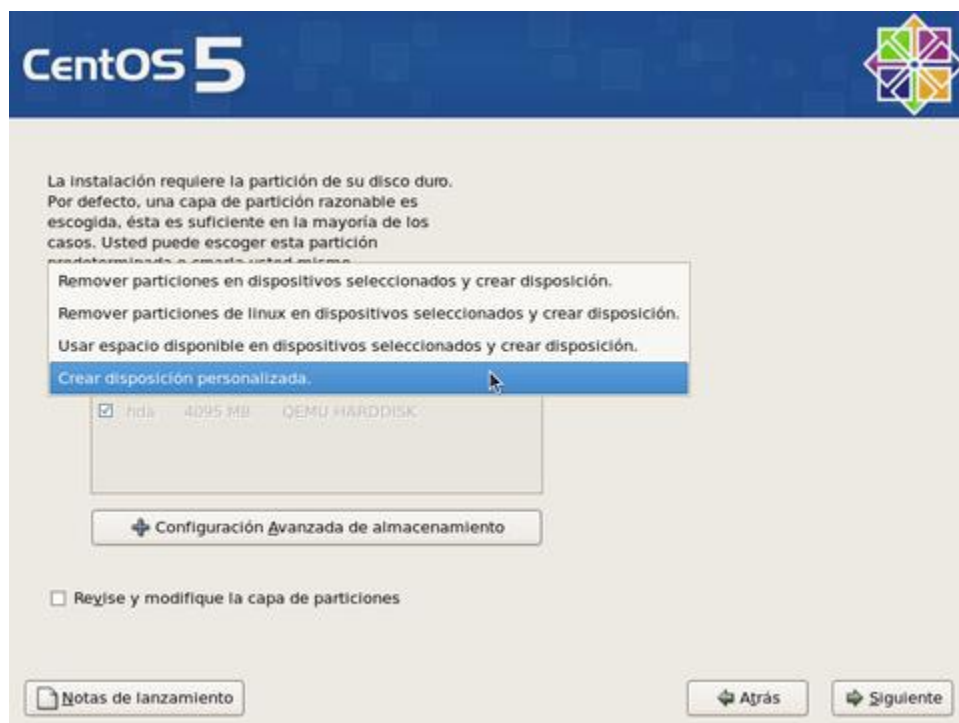 CentOS 5
La instalación requiere la partición de su disco duro.
Por defecto, una capa de partición razonable es
escogida, ésta es suficiente en la mayoría de los
casos. Usted puede escoger esta partición
Remover particiones en dispositivos seleccionados y crear disposición.
Remover particiones de linux en dispositivos seleccionados y crear disposición.
Usar espacio disponible en dispositivos seleccionados y crear disposición.
Crear disposición personalizada.
hda 4095 MB QEMU HARDDISK
Configuración Avanzada de almacenamiento
Revise y modifique la capa de particiones
Notas de lanzamiento
Atrás
Siguiente